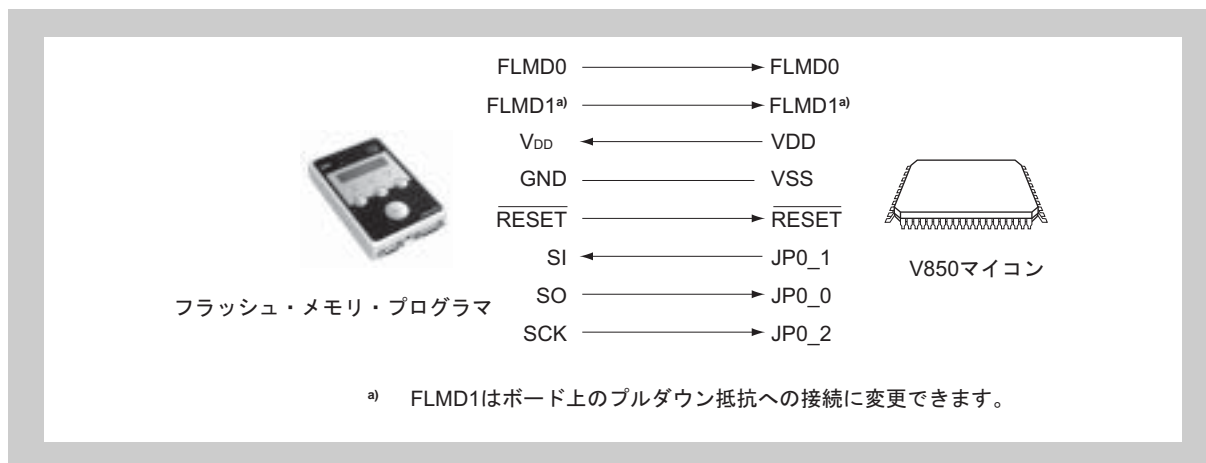 FLMD0 FLMD0
FLMD1a) FLMD1a)
VDD VDD
GND VSS
RESET RESET
SI JP0_1
SO JP0_0
SCK JP0_2
フラッシュ・メモリ・プログラマ
V850マイコン
a) FLMD1はボード上のプルダウン抵抗への接続に変更できます。